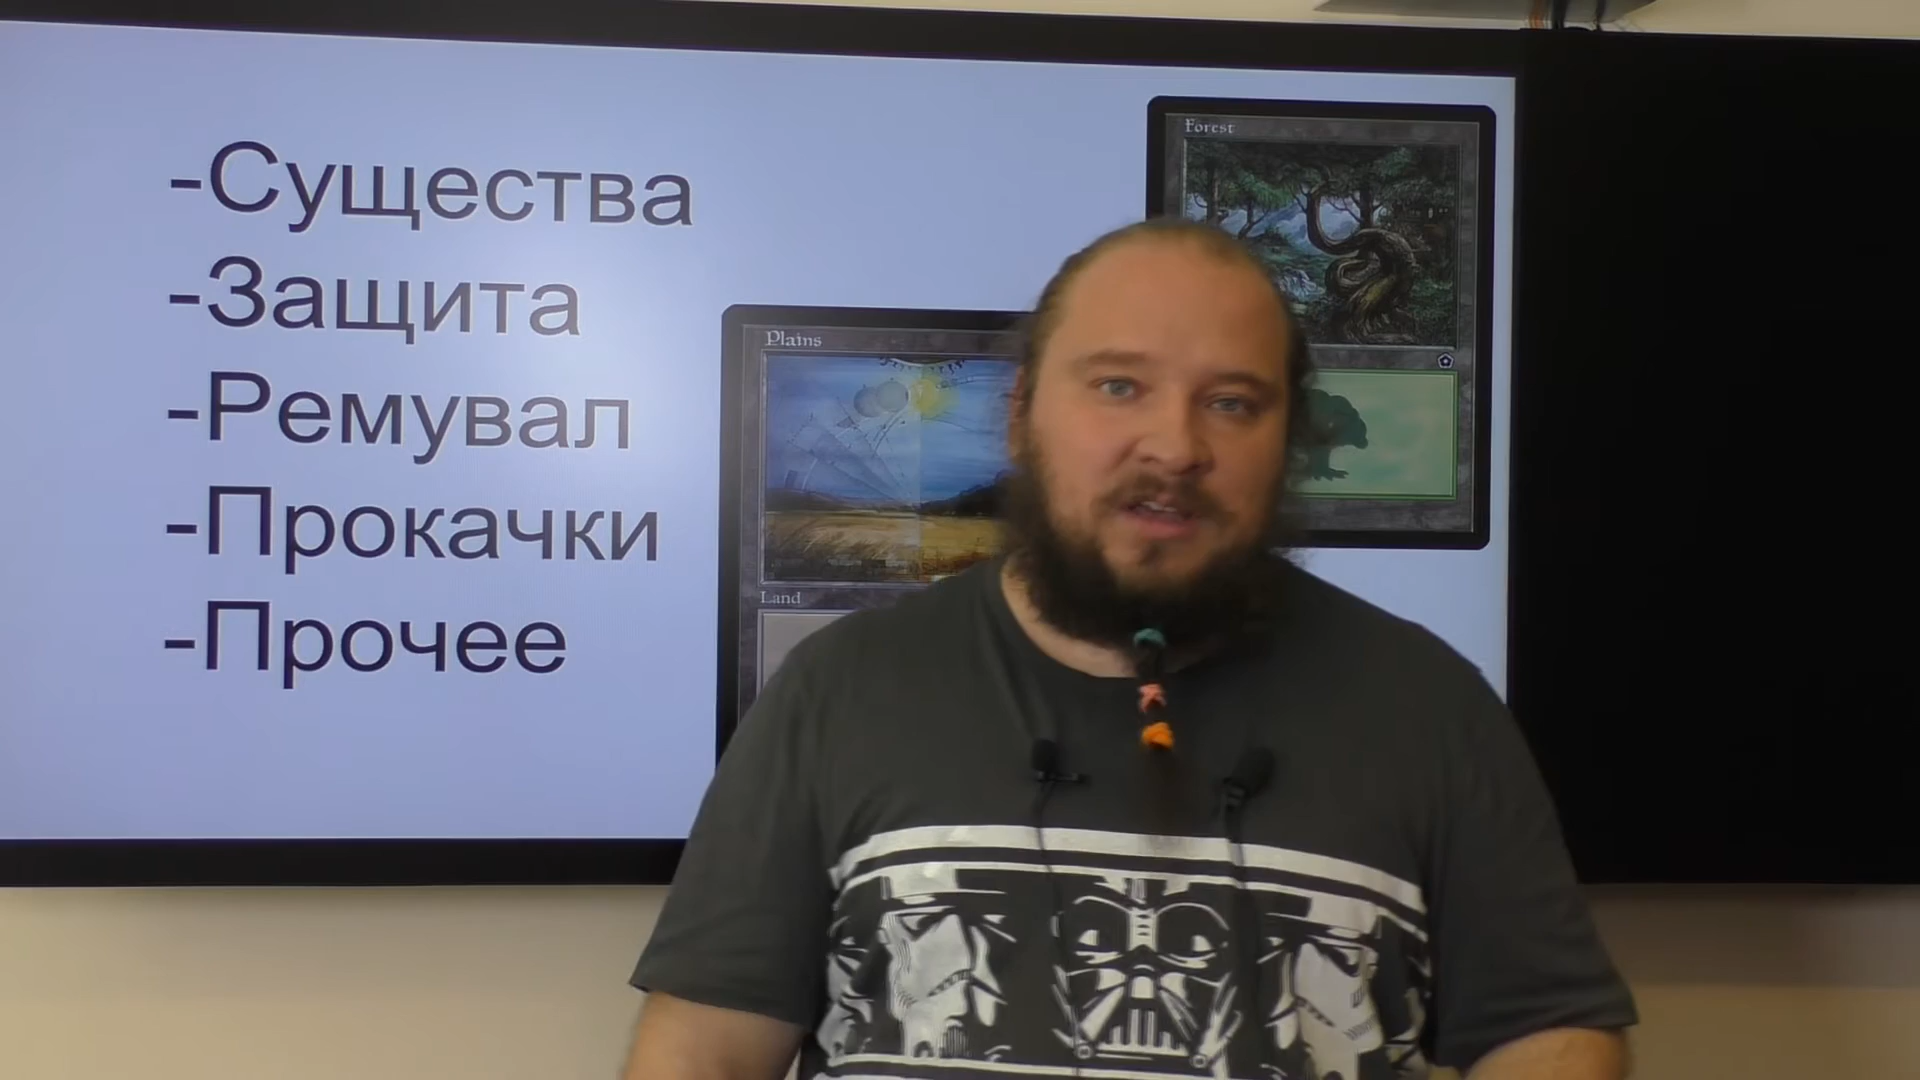 -Существа
-Защита
-Ремувал
-Прокачки
-Прочее
Forest
Plains
Land